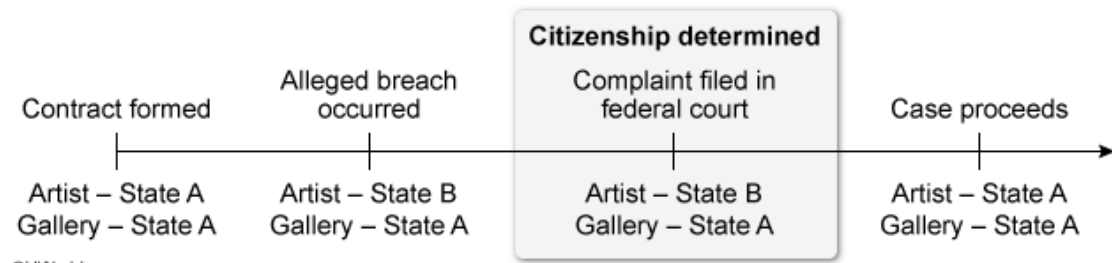 Citizenship determined
Contract formed
Alleged breach
occurred
Complaint filed in
federal court
Case proceeds
Artist – State A
Gallery – State A
Artist – State B
Gallery – State A
Artist – State B
Gallery – State A
Artist – State A
Gallery – State A